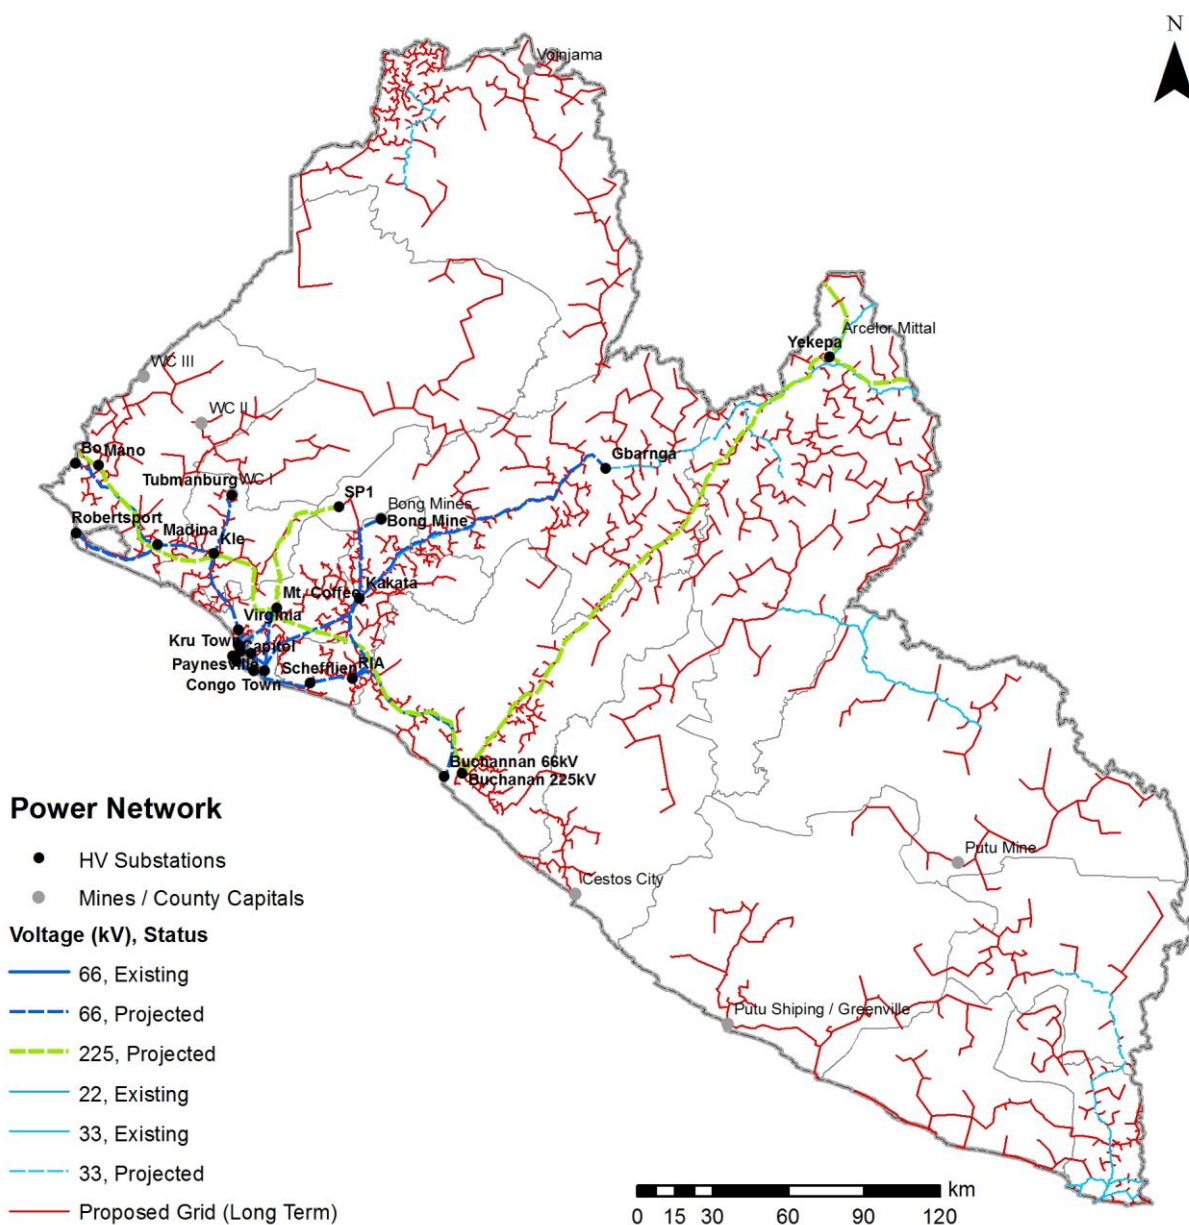 N
Voinjama
Arcelor Mittal
Yekepa
WC III
WC II
Bo
Mano
Gbarnga
Tubmanburg
WC I
SP1
Bong Mines
Bong Mine
Robertsport
Madina
Kle
Kakata
Mt. Coffee
Virginia
Kru Town
Capitol
Paynesville
Schefflien
RIA
Congo Town
Buchannan 66kV
Buchanan 225kV
Power Network
HV Substations
Mines / County Capitals
Putu Mine
Cestos City
Voltage (kV), Status
66, Existing
66, Projected
Putu Shiping / Greenville
225, Projected
22, Existing
33, Existing
33, Projected
Proposed Grid (Long Term)
km
0 15 30 60 90 120